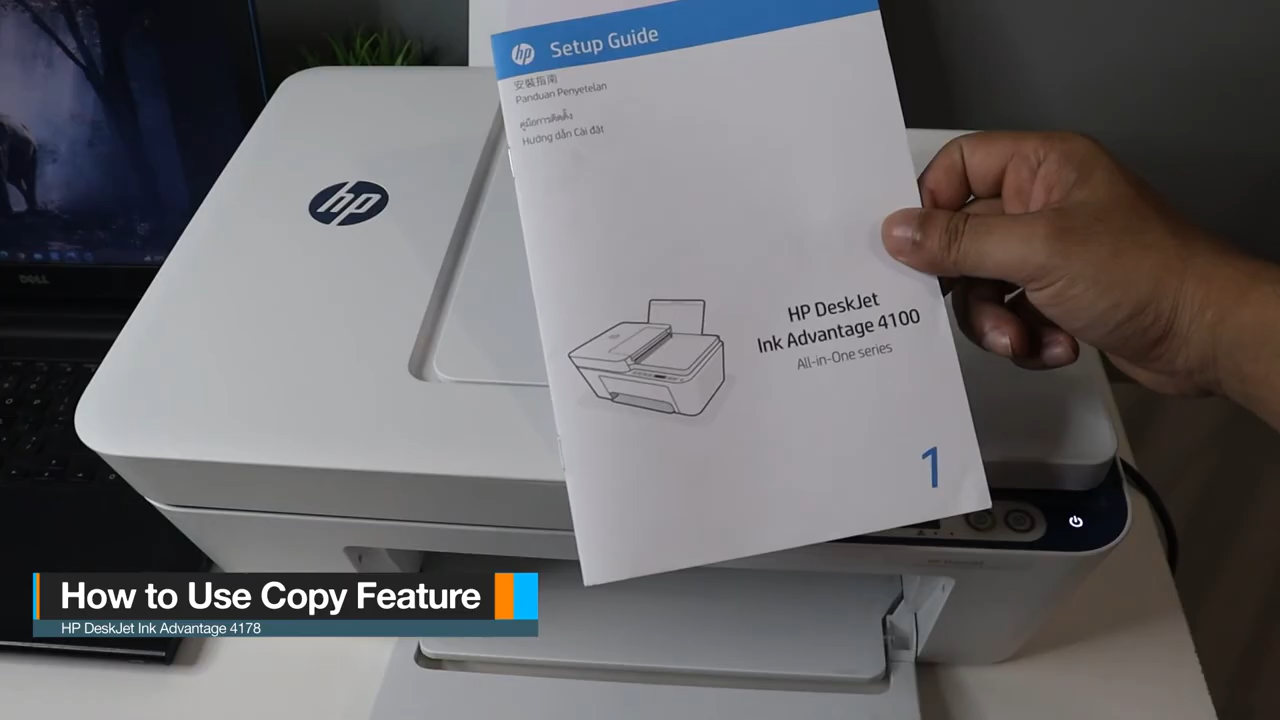 hp Setup Guide
安裝指南
Panduan Penyetelan
คู่มือการติดตั้ง
Hướng dẫn Cài đặt
hp
DELL
HP DeskJet
Ink Advantage 4100
All-in-One series
1
How to Use Copy Feature
HP DeskJet Ink Advantage 4178